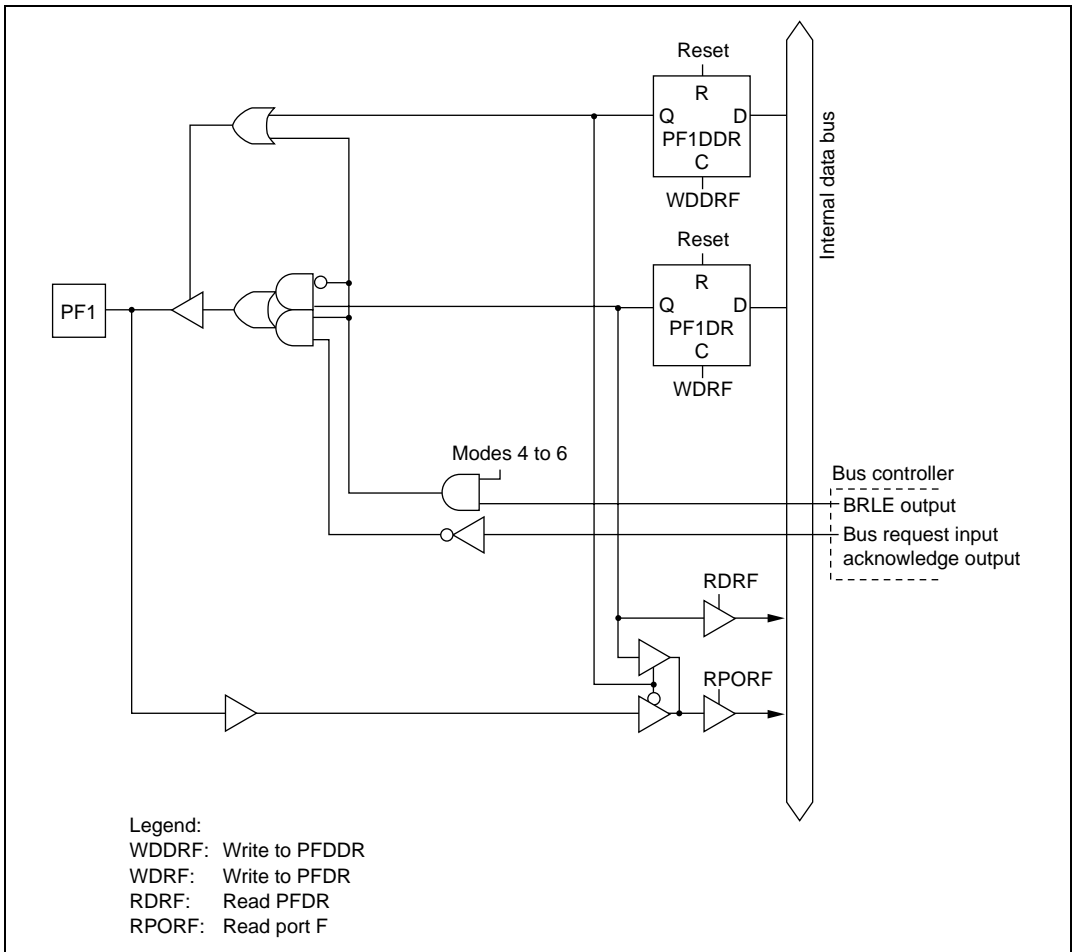 Reset
R
Q D
PF1DDR
C
WDDRF
Internal data bus
Reset
R
PF1
Q D
PF1DR
C
WDRF
Modes 4 to 6
Bus controller
BRLE output
Bus request input
acknowledge output
RDRF
RPORF
Legend:
WDDRF: Write to PFDDR
WDRF: Write to PFDR
RDRF: Read PFDR
RPORF: Read port F